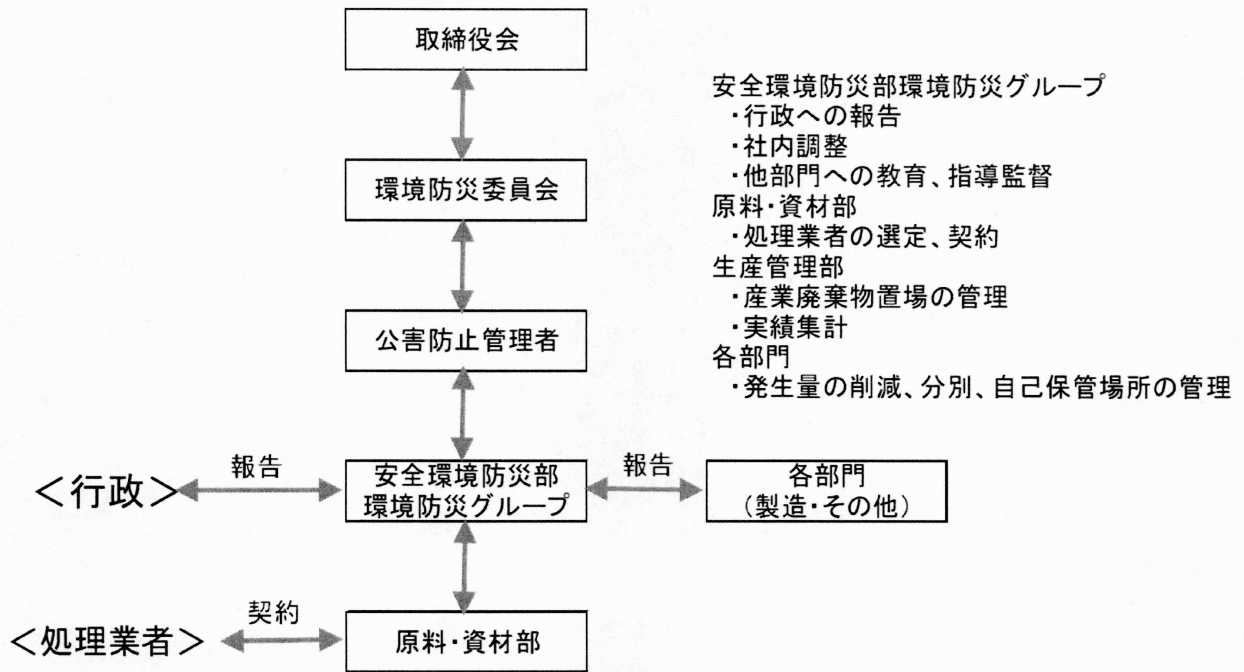 取締役会
環境防災委員会
公害防止管理者
安全環境防災部環境防災グループ
・行政への報告
・社内調整
・他部門への教育、指導監督
原料・資材部
・処理業者の選定、契約
生産管理部
・産業廃棄物置場の管理
・実績集計
各部門
・発生量の削減、分別、自己保管場所の管理
＜行政＞
報告
安全環境防災部
環境防災グループ
報告
各部門
（製造・その他）
＜処理業者＞
契約
原料・資材部